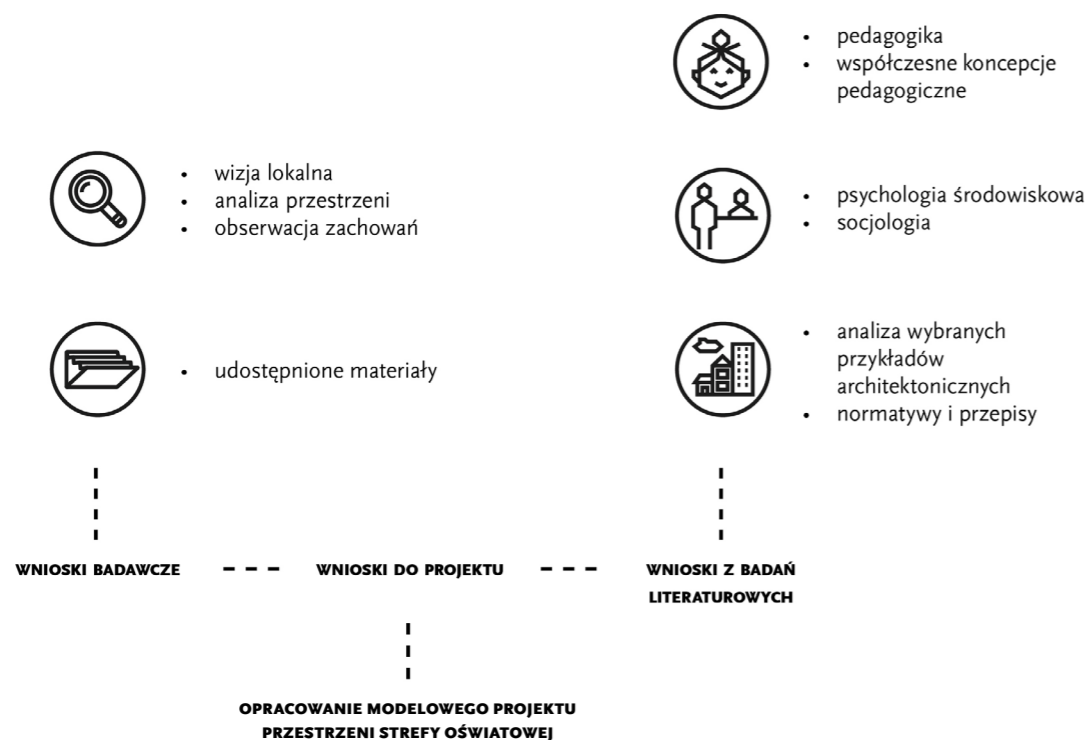 • pedagogika
• współczesne koncepcje
pedagogiczne
• wizja lokalna
• analiza przestrzeni
• obserwacja zachowań
• psychologia środowiskowa
• socjologia
• udostępnione materiały
• analiza wybranych
przykładów
architektonicznych
• normatywy i przepisy
WNIOSKI BADAWCZE
WNIOSKI DO PROJEKTU
WNIOSKI Z BADAŃ
LITERATUROWYCH
OPRACOWANIE MODELOWEGO PROJEKTU
PRZESTRZENI STREFY OŚWIATOWEJ